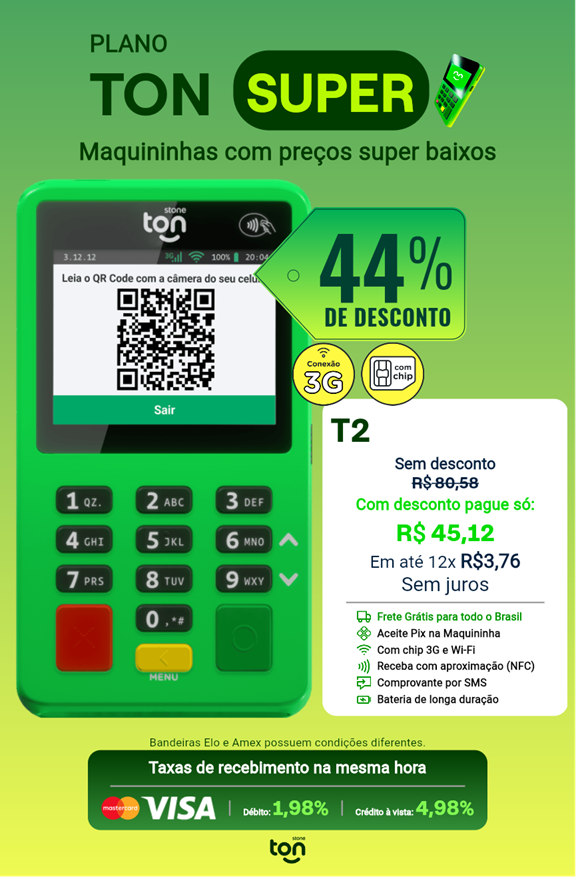 PLANO
TON SUPER
Maquininhas com preços super baixos
stone
ton
3.12.12 3G 100% 20:04
Leia o QR Code com a câmera do seu celu
Sair
44%
DE DESCONTO
Conexão
3G
com
chip
1 QZ. 2 ABC 3 DEF
4 GHI 5 JKL 6 MNO
7 PRS 8 TUV 9 WXY
0 ,*#
MENU
T2
Sem desconto
R$ 80,58
Com desconto pague só:
R$ 45,12
Em até 12x R$3,76
Sem juros
Frete Grátis para todo o Brasil
Aceite Pix na Maquininha
Com chip 3G e Wi-Fi
Receba com aproximação (NFC)
Comprovante por SMS
Bateria de longa duração
Bandeiras Elo e Amex possuem condições diferentes.
Taxas de recebimento na mesma hora
mastercard VISA | Débito: 1,98% | Crédito à vista: 4,98%
stone
ton